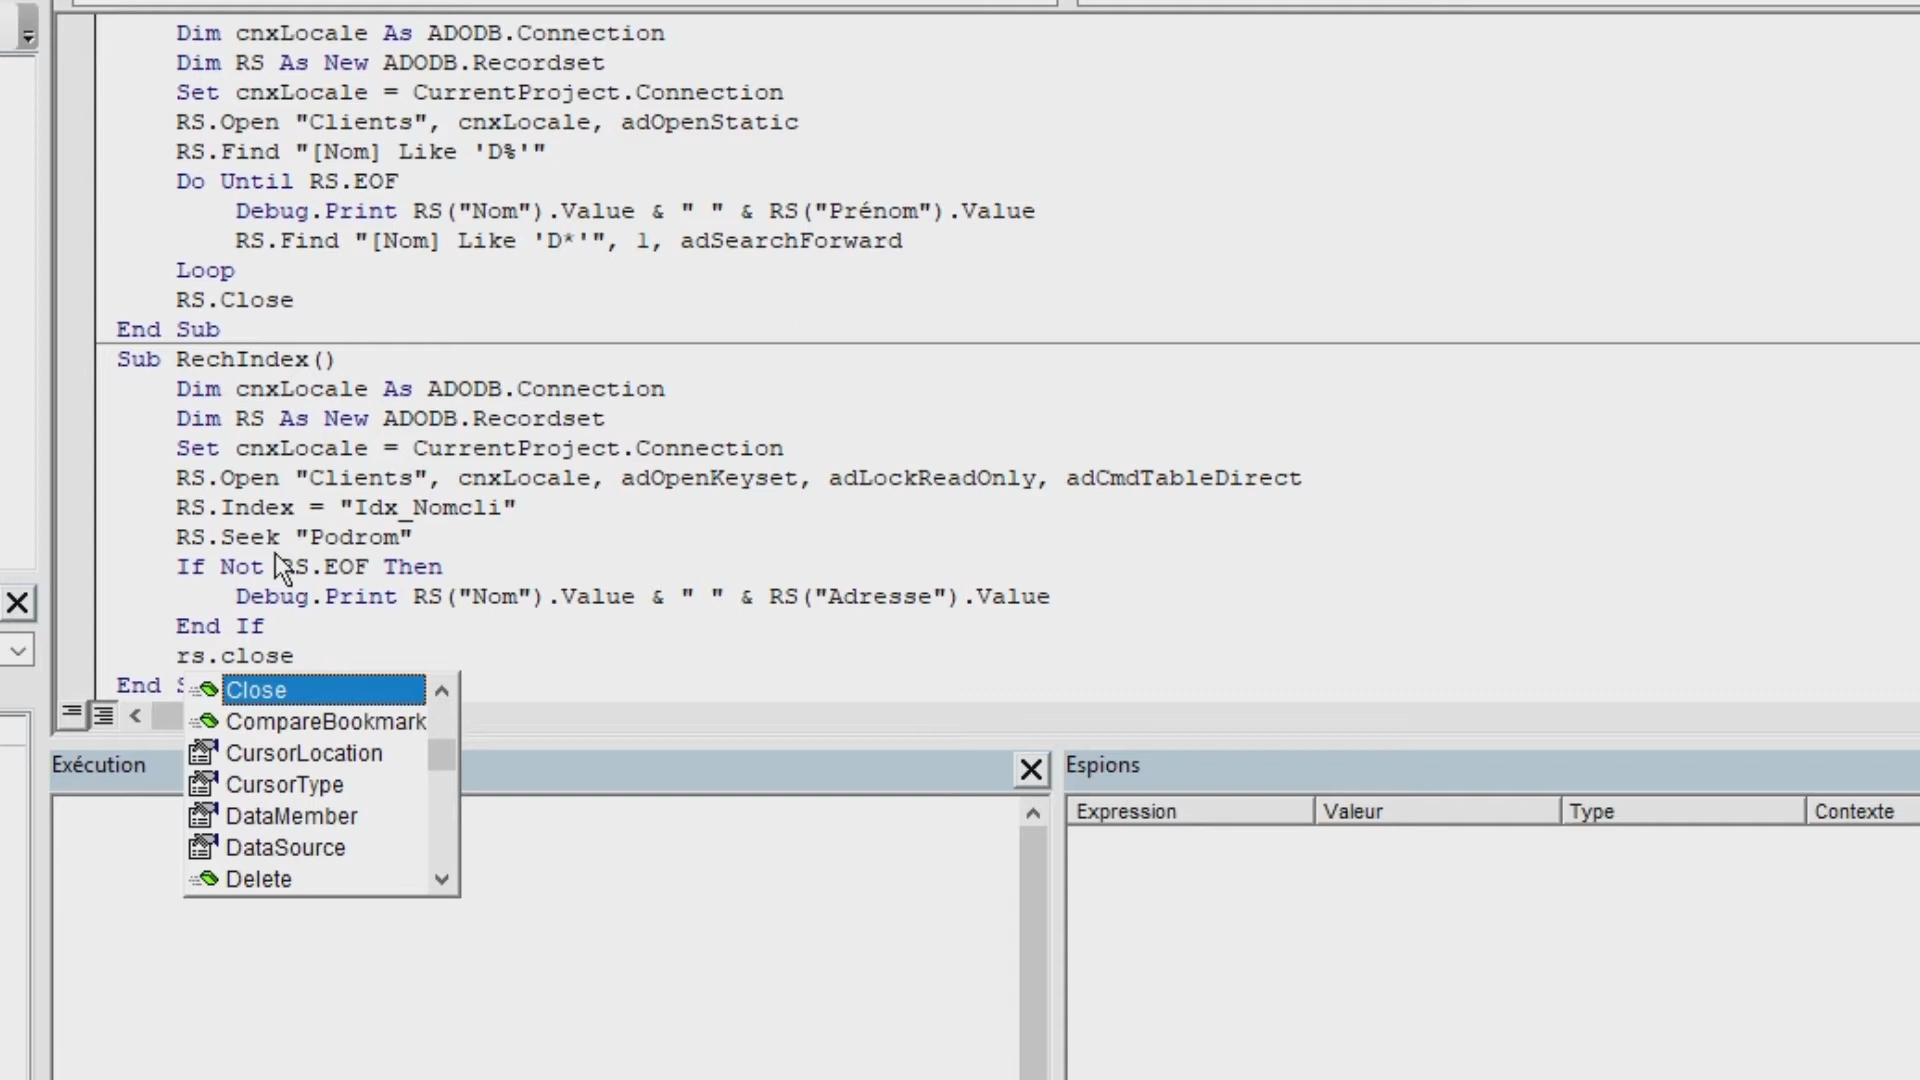 Dim cnxLocale As ADODB.Connection
Dim RS As New ADODB.Recordset
Set cnxLocale = CurrentProject.Connection
RS.Open "Clients", cnxLocale, adOpenStatic
RS.Find "[Nom] Like 'D%'"
Do Until RS.EOF
Debug.Print RS("Nom").Value & " " & RS("Prénom").Value
RS.Find "[Nom] Like 'D*'", 1, adSearchForward
Loop
RS.Close
End Sub
Sub RechIndex()
Dim cnxLocale As ADODB.Connection
Dim RS As New ADODB.Recordset
Set cnxLocale = CurrentProject.Connection
RS.Open "Clients", cnxLocale, adOpenKeyset, adLockReadOnly, adCmdTableDirect
RS.Index = "Idx_Nomcli"
RS.Seek "Podrom"
If Not RS.EOF Then
Debug.Print RS("Nom").Value & " " & RS("Adresse").Value
End If
rs.close
End S
Close
CompareBookmark
CursorLocation
CursorType
DataMember
DataSource
Delete
Exécution
Espions
Expression Valeur Type Contexte